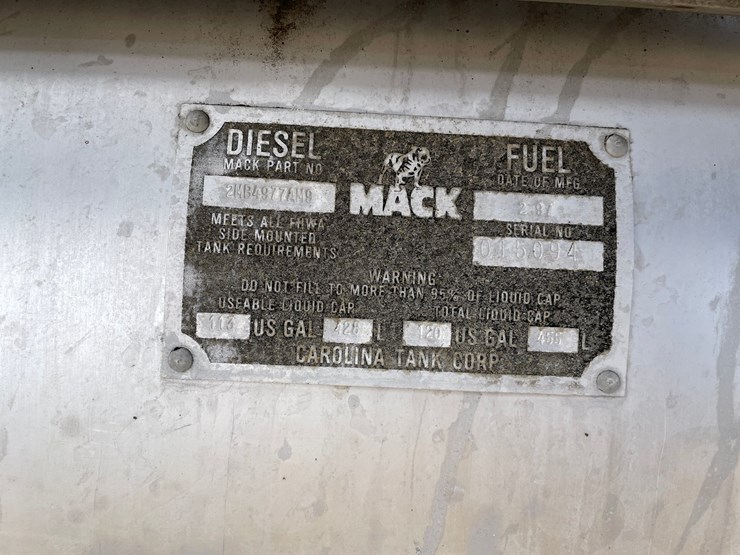 DIESEL
FUEL
MACK PART NO
DATE OF MFG
MACK
MEETS ALL FHWA
SERIAL NO
SIDE MOUNTED
015094
TANK REQUIREMENTS
WARNING
DO NOT FILL TO MORE THAN 95% OF LIQUID CAP
USEABLE LIQUID CAP. TOTAL LIQUID CAP.
US GAL L 120 US GAL L
CAROLINA TANK CORP